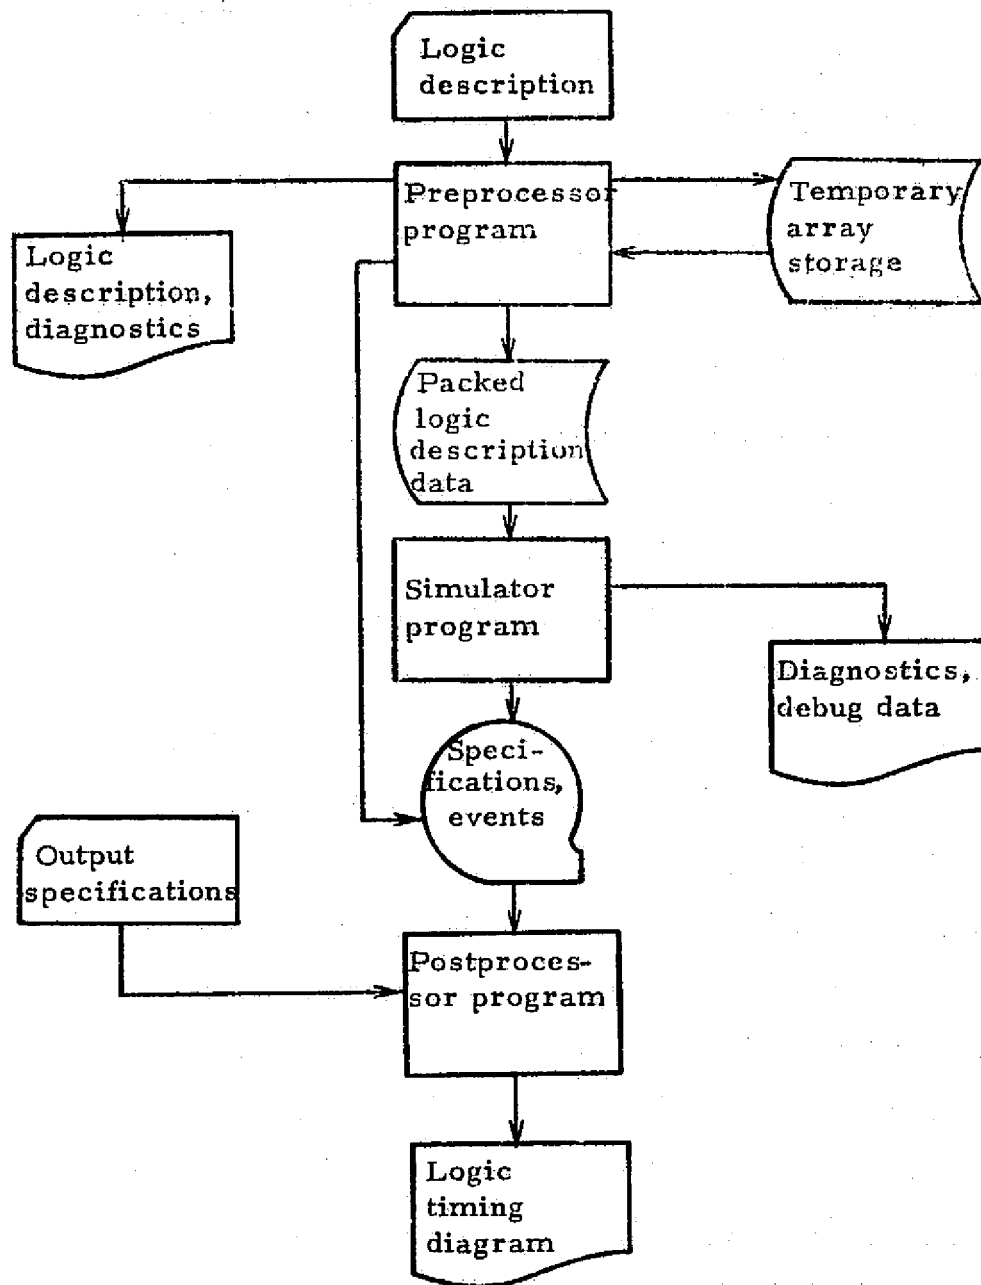 Logic
description
Preprocessor
program
Temporary
array
storage
Logic
description,
diagnostics
Packed
logic
description
data
Simulator
program
Diagnostics,
debug data
Speci-
fications,
events
Output
specifications
Postproces-
sor program
Logic
timing
diagram